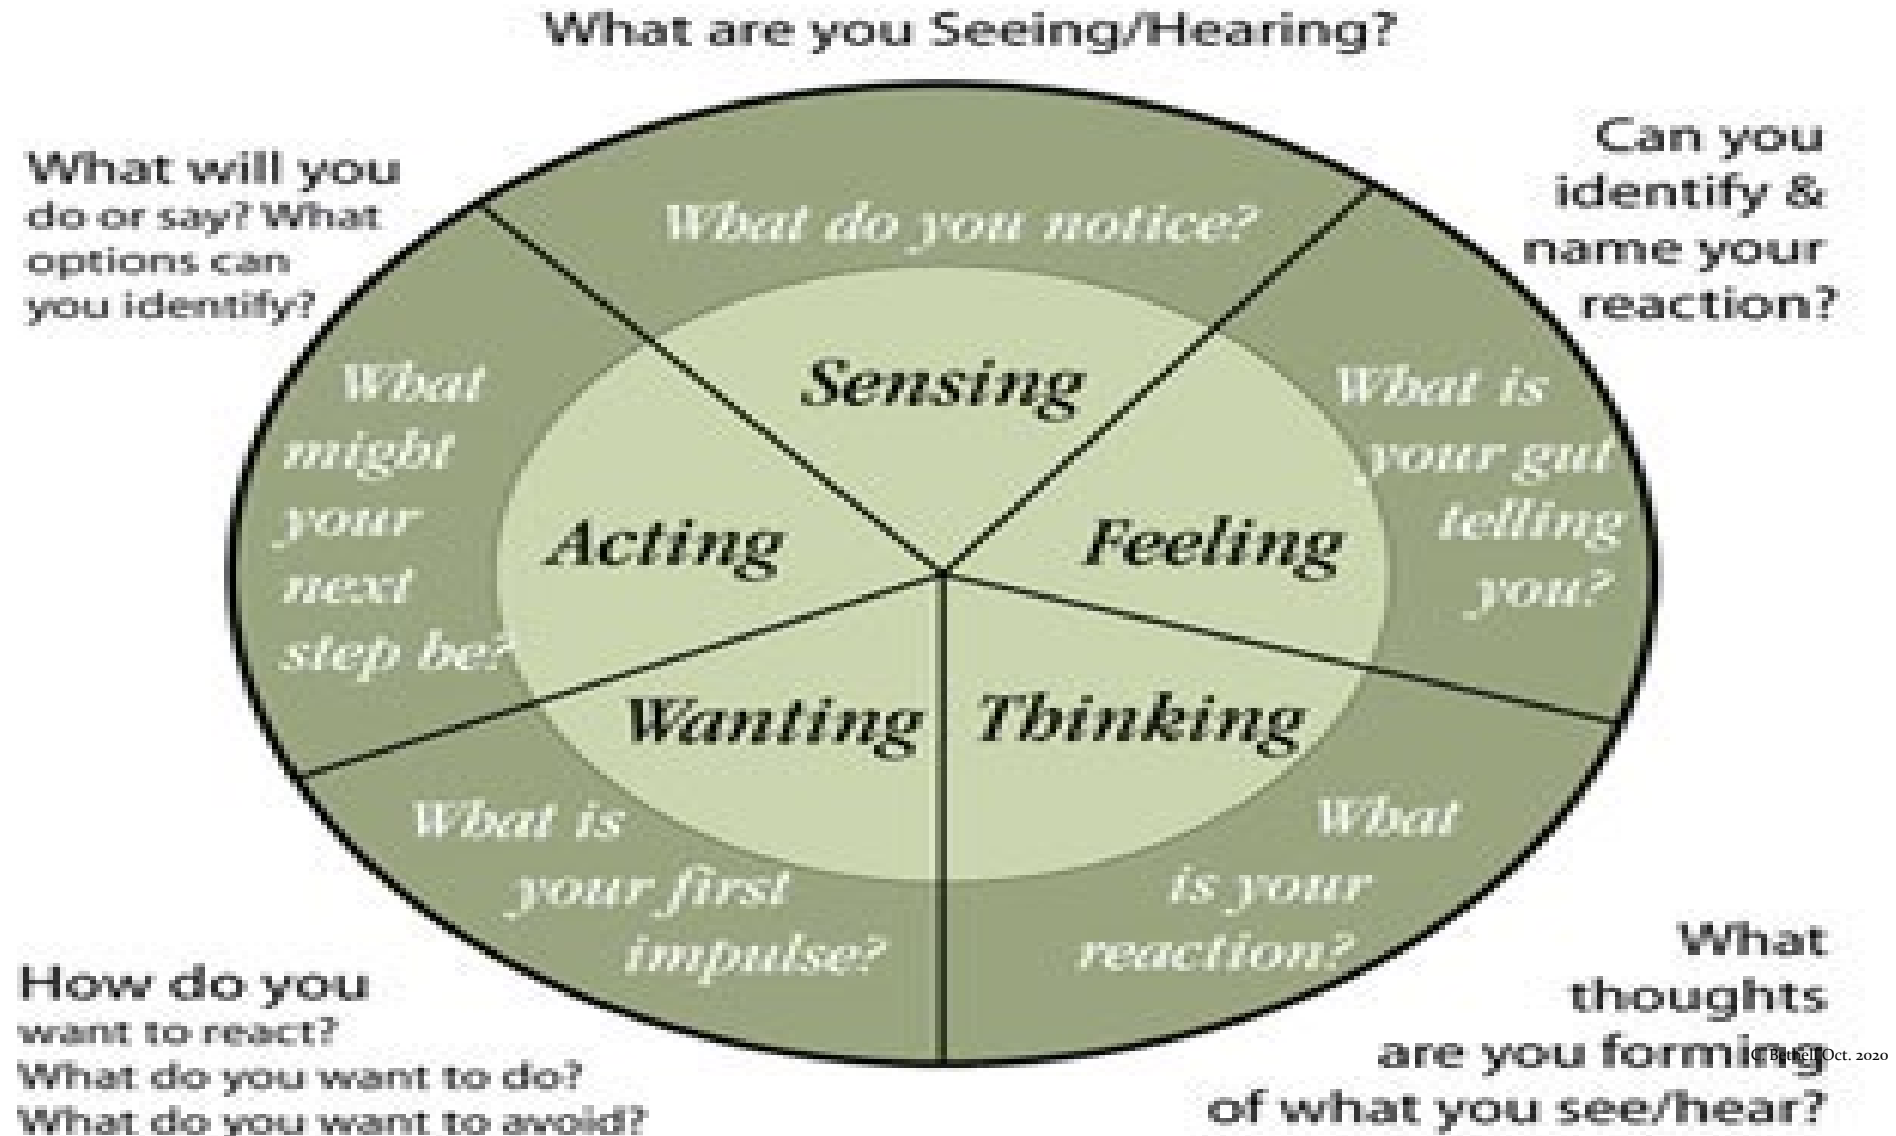 What are you Seeing/Hearing?
What will you
do or say? What
options can
you identify?
Can you
identify &
name your
reaction?
What do you notice?
Sensing
What is
your gut
telling
you?
Feeling
What
might
your
next
step be?
Acting
Wanting
Thinking
What is
your first
impulse?
What
is your
reaction?
How do you
want to react?
What do you want to do?
What do you want to avoid?
What
thoughts
are you forming
of what you see/hear?
C. Bethell Oct. 2020